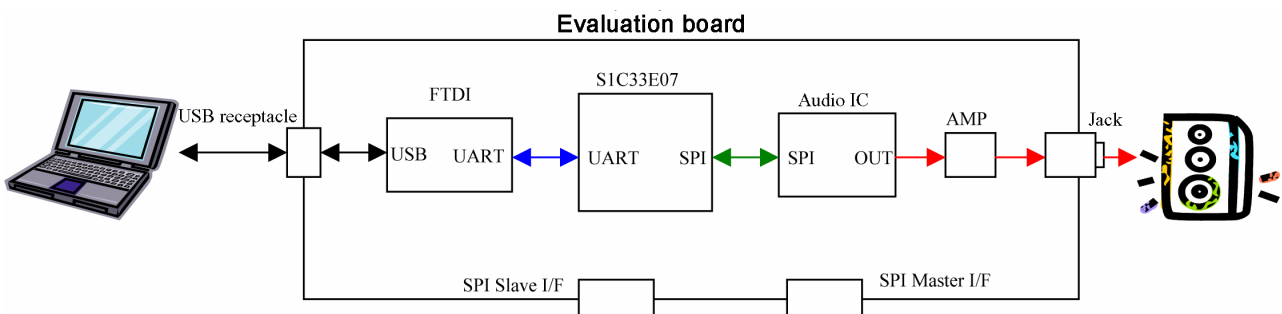 Evaluation board
S1C33E07
FTDI
Audio IC
USB receptacle
AMP
Jack
USB
UART
UART
SPI
SPI
OUT
SPI Slave I/F
SPI Master I/F